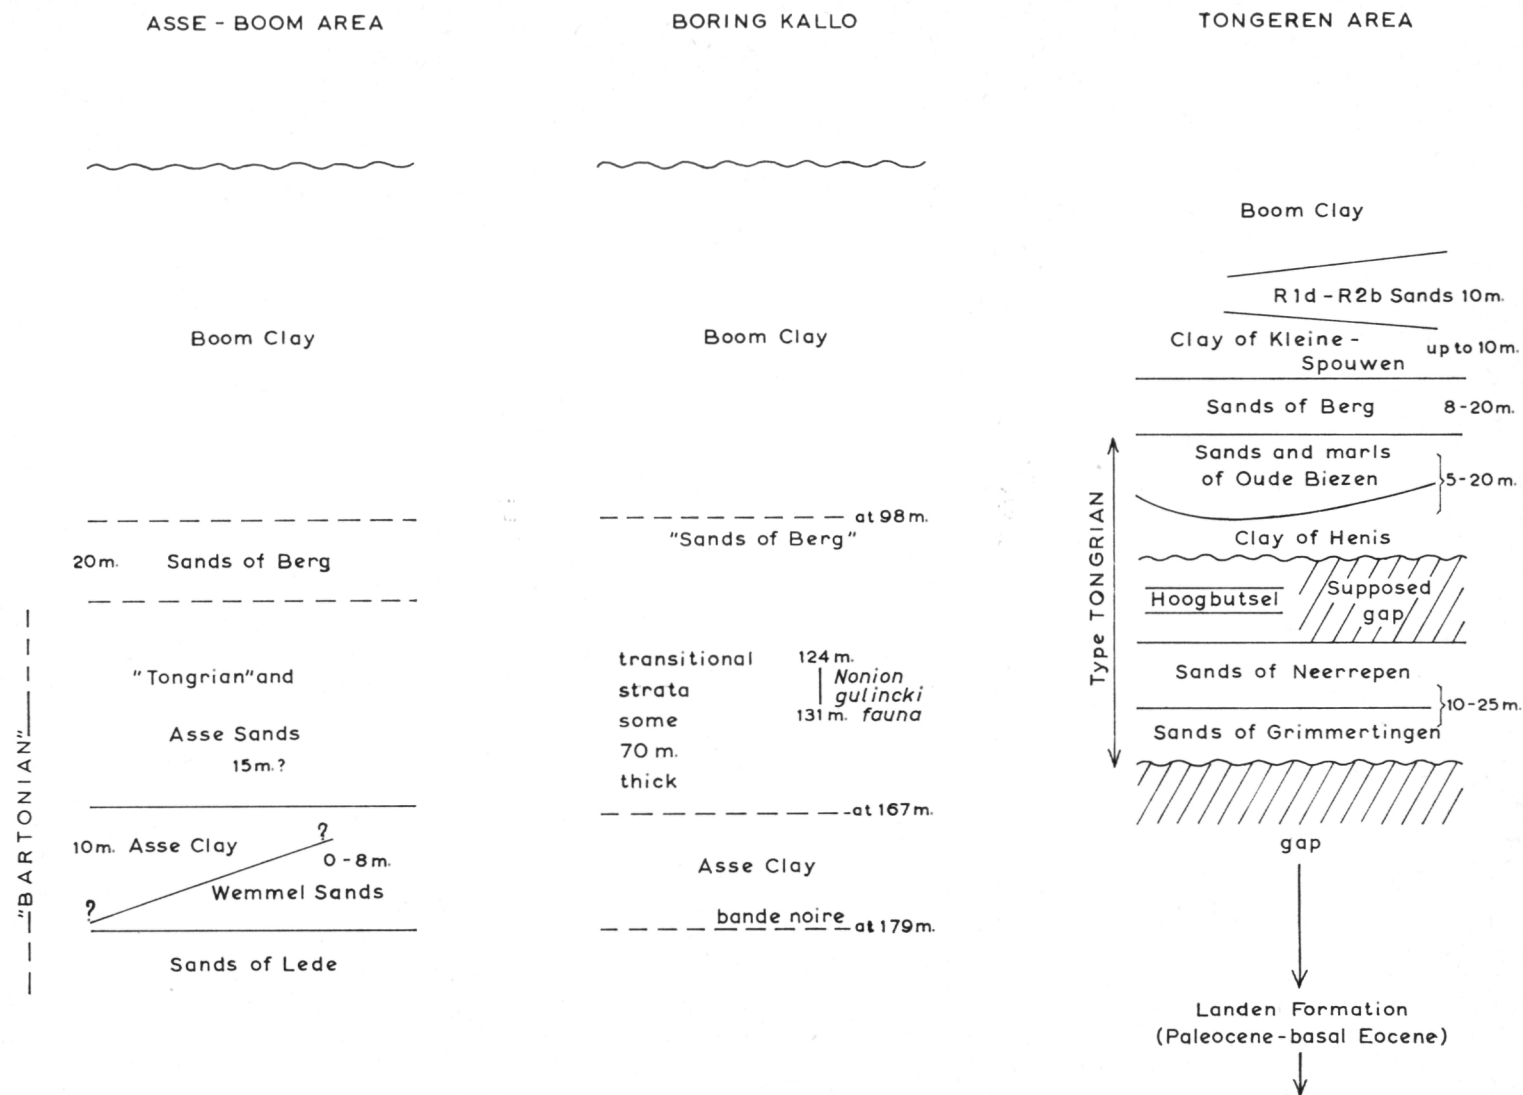 ASSE - BOOM AREA
Boom Clay
20m. Sands of Berg
"Tongrian" and
Asse Sands
15m.?
10m. Asse Clay
?
0-8m.
Wemmel Sands
?
Sands of Lede
"BARTONIAN"
BORING KALLO
Boom Clay
at 98m.
"Sands of Berg"
transitional
strata
some
70 m.
thick
124 m.
Nonion
gulincki
131 m. fauna
at 167m.
Asse Clay
bande noire
at 179m.
TONGEREN AREA
Boom Clay
R1d - R2b Sands 10m.
Clay of Kleine -
Spouwen
up to 10m.
Sands of Berg 8-20m.
Sands and marls
of Oude Biezen
5-20m.
Clay of Henis
Hoogbutsel
Supposed
gap
Sands of Neerrepen
10-25m.
Sands of Grimmertingen
Type TONGRIAN
gap
Landen Formation
(Paleocene-basal Eocene)